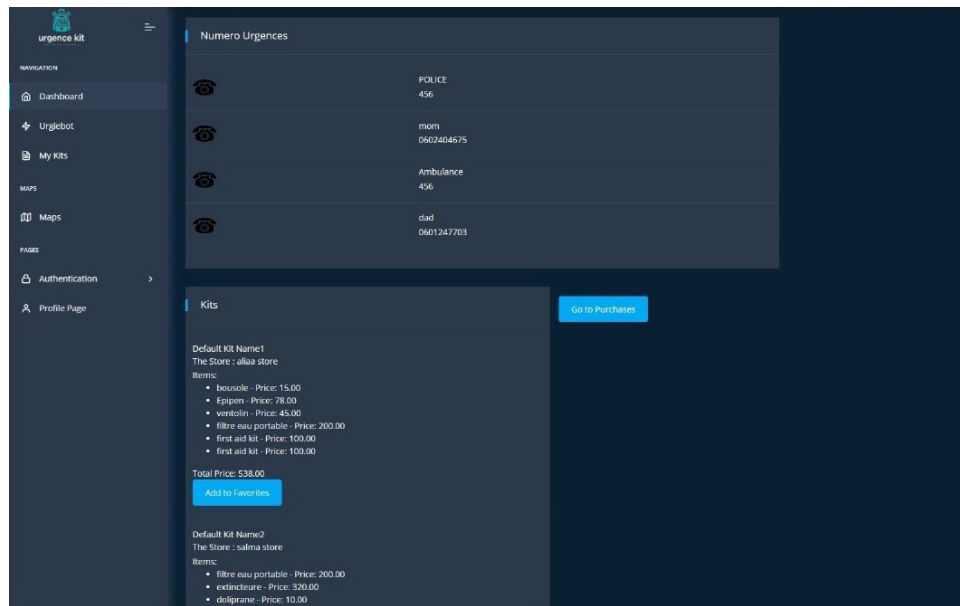 urgence kit
NAVIGATION
Dashboard
Urgiebot
My Kits
MAPS
Maps
PAGES
Authentication
Profile Page
Numero Urgences
POLICE
456
mom
0602404675
Ambulance
456
dad
0601247703
Kits
Go to Purchases
Default Kit Name1
The Store : aliaa store
Items:
bousole - Price: 15.00
Epipen - Price: 78.00
ventolin - Price: 45.00
filtre eau portable - Price: 200.00
first aid kit - Price: 100.00
first aid kit - Price: 100.00
Total Price: 538.00
Add to Favorites
Default Kit Name2
The Store : salma store
Items:
filtre eau portable - Price: 200.00
extincteure - Price: 320.00
doliprane - Price: 10.00